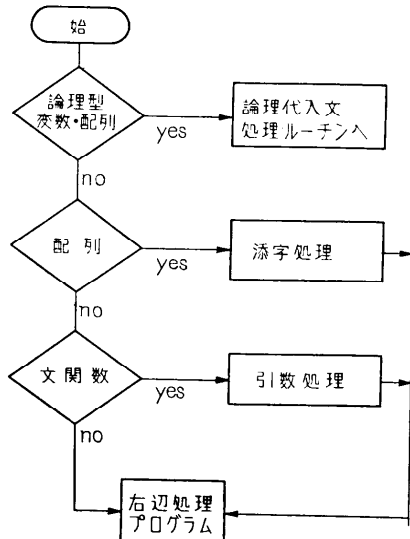 始
論理型
変数・配列
yes
論理代入文
処理ルーチンへ
no
配列
yes
添字処理
no
文関数
yes
引数処理
no
右辺処理
プログラム